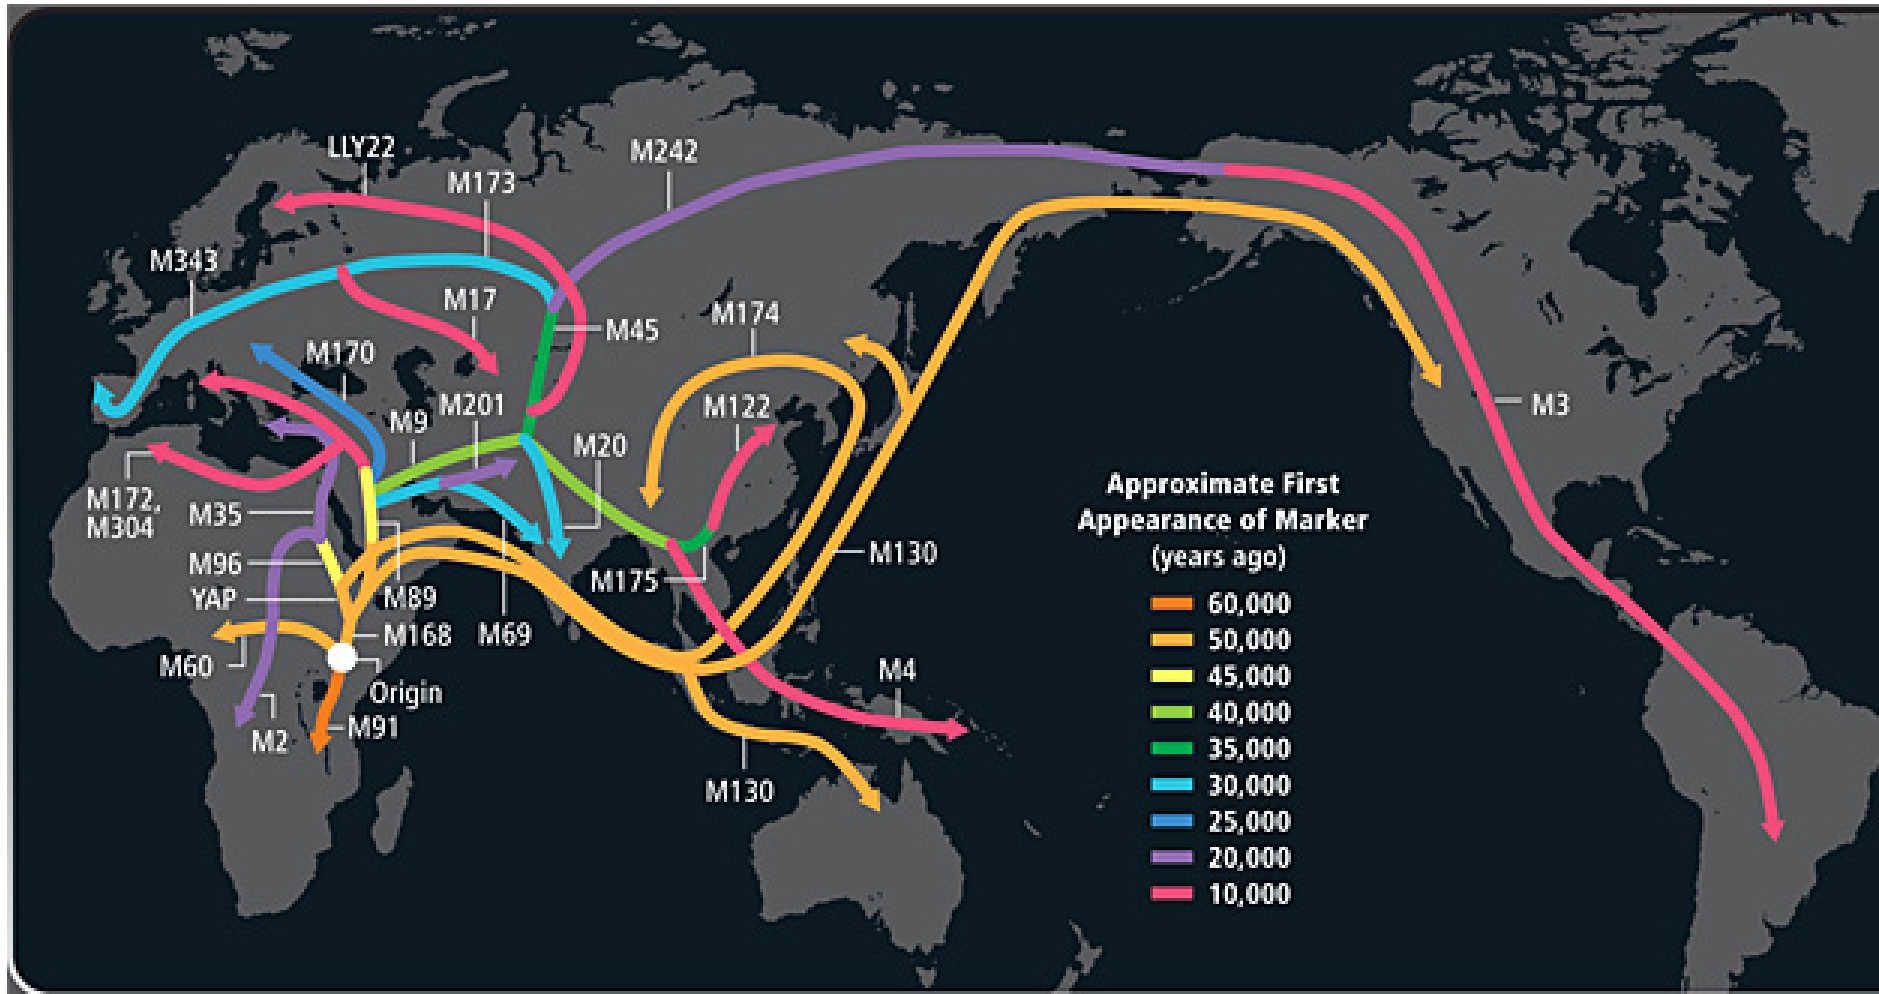 LLY22
M242
M173
M343
M17
M174
M45
M170
M201
M122
M9
M20
M3
M172,
M304
M35
M96
YAP
M175
M130
M89
M168
M69
M60
Origin
M4
M91
M2
M130
Approximate First
Appearance of Marker
(years ago)
60,000
50,000
45,000
40,000
35,000
30,000
25,000
20,000
10,000